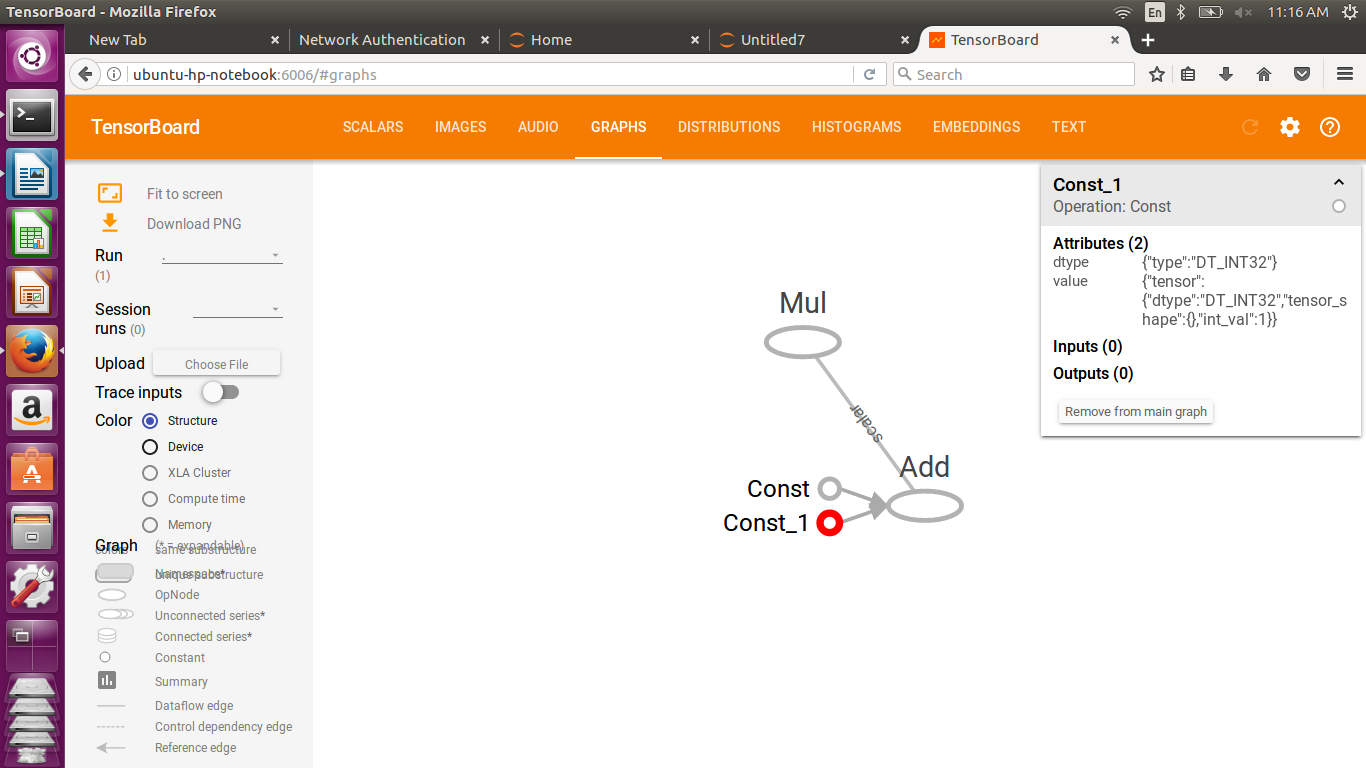 TensorBoard - Mozilla Firefox
En
11:16 AM
New Tab
Network Authentication
Home
Untitled7
TensorBoard
ubuntu-hp-notebook:6006/#graphs
Search
TensorBoard
SCALARS
IMAGES
AUDIO
GRAPHS
DISTRIBUTIONS
HISTOGRAMS
EMBEDDINGS
TEXT
Fit to screen
Download PNG
Run
(1)
.
Session
runs (0)
Upload
Choose File
Trace inputs
Color
Structure
Device
XLA Cluster
Compute time
Memory
Graph
(* = expandable)
colors
same substructure
Namespace*
unique substructure
OpNode
Unconnected series*
Connected series*
Constant
Summary
Dataflow edge
Control dependency edge
Reference edge
Mul
scalar
Add
Const
Const_1
Const_1
Operation: Const
Attributes (2)
dtype
{"type":"DT_INT32"}
value
{"tensor":
{"dtype":"DT_INT32","tensor_s
hape":{},"int_val":1}}
Inputs (0)
Outputs (0)
Remove from main graph